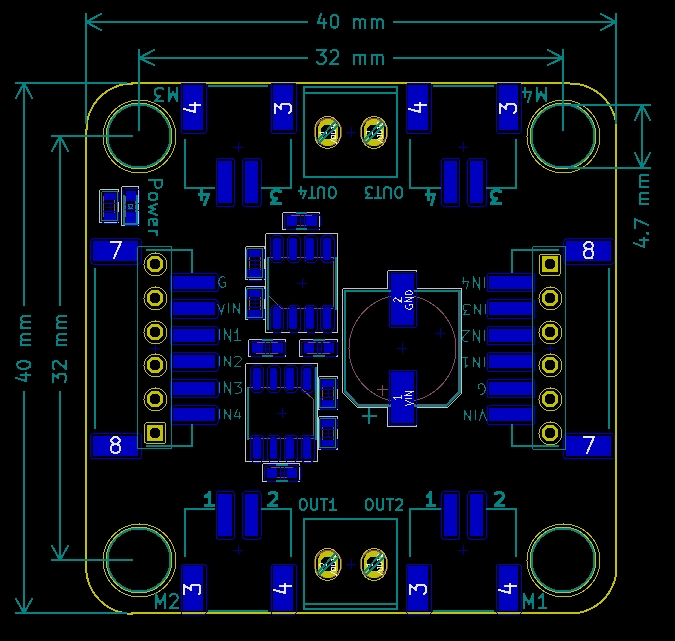 40 mm
32 mm
M3
M4
4
3
4
3
OUT4
OUT3
4
3
4
3
4.7 mm
Power
7
8
G
VIN
IN1
IN2
IN3
IN4
2
GND
1
VIN
+
IN4
IN3
IN2
IN1
G
VIN
40 mm
32 mm
8
7
1
2
OUT1
OUT2
1
2
M2
3
4
3
4
M1